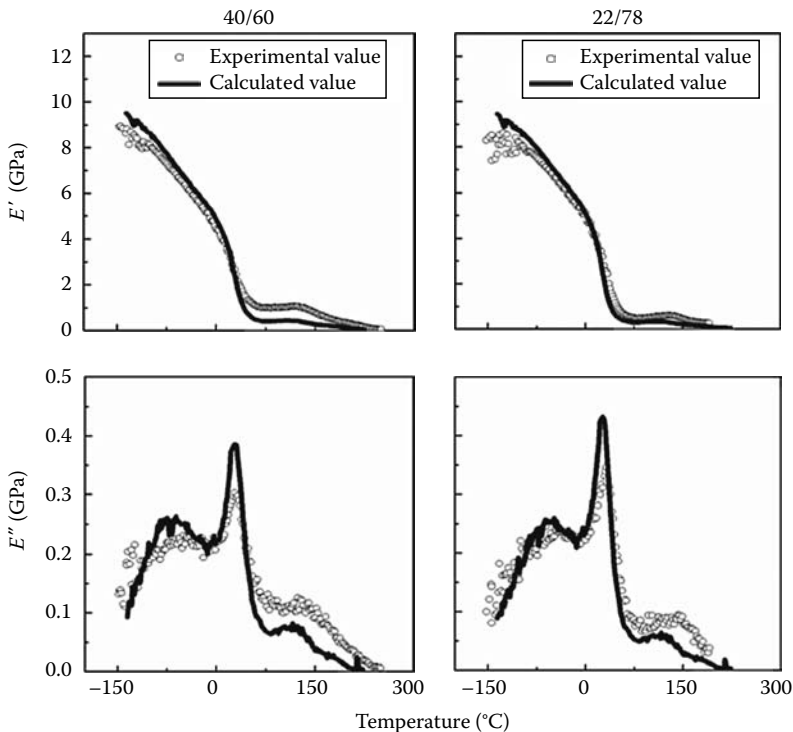 40/60
22/78
12
10
8
6
4
2
0
E′ (GPa)
Experimental value
Calculated value
Experimental value
Calculated value
0.5
0.4
0.3
0.2
0.1
0.0
E″ (GPa)
−150 0 150 300
−150 0 150 300
Temperature (°C)